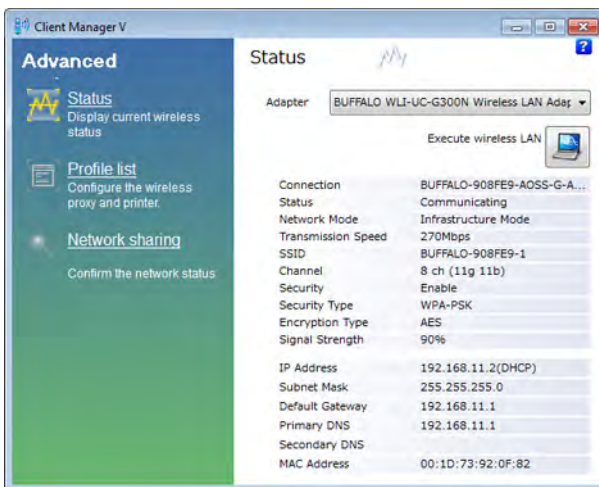 Client Manager V
Advanced
Status
Display current wireless
status
Profile list
Configure the wireless
proxy and printer.
Network sharing
Confirm the network status
Status
?
Adapter BUFFALO WLI-UC-G300N Wireless LAN Adap
Execute wireless LAN
Connection BUFFALO-908FE9-AOSS-G-A...
Status Communicating
Network Mode Infrastructure Mode
Transmission Speed 270Mbps
SSID BUFFALO-908FE9-1
Channel 8 ch (11g 11b)
Security Enable
Security Type WPA-PSK
Encryption Type AES
Signal Strength 90%
IP Address 192.168.11.2(DHCP)
Subnet Mask 255.255.255.0
Default Gateway 192.168.11.1
Primary DNS 192.168.11.1
Secondary DNS
MAC Address 00:1D:73:92:0F:82